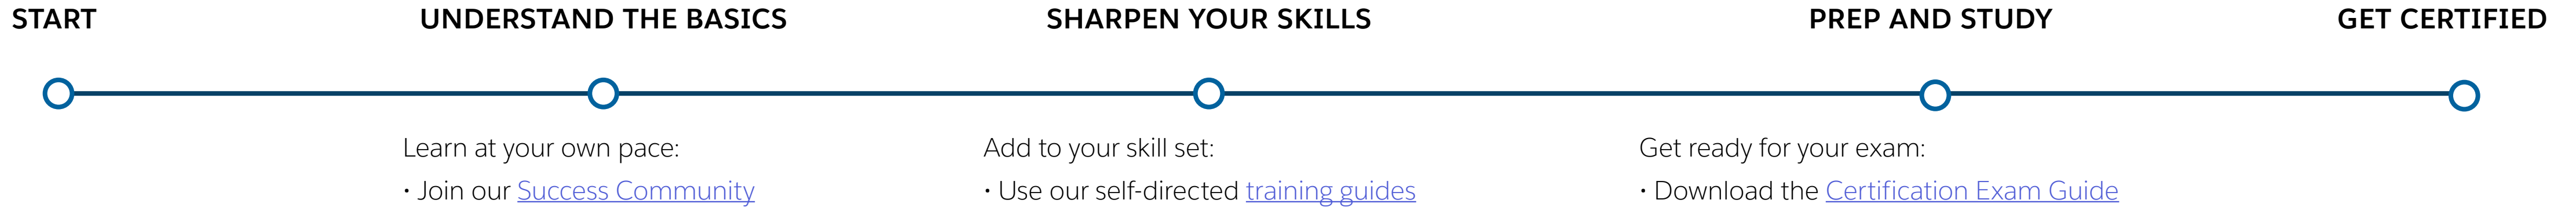 START
UNDERSTAND THE BASICS
SHARPEN YOUR SKILLS
PREP AND STUDY
GET CERTIFIED
Learn at your own pace:
• Join our Success Community
Add to your skill set:
• Use our self-directed training guides
Get ready for your exam:
• Download the Certification Exam Guide